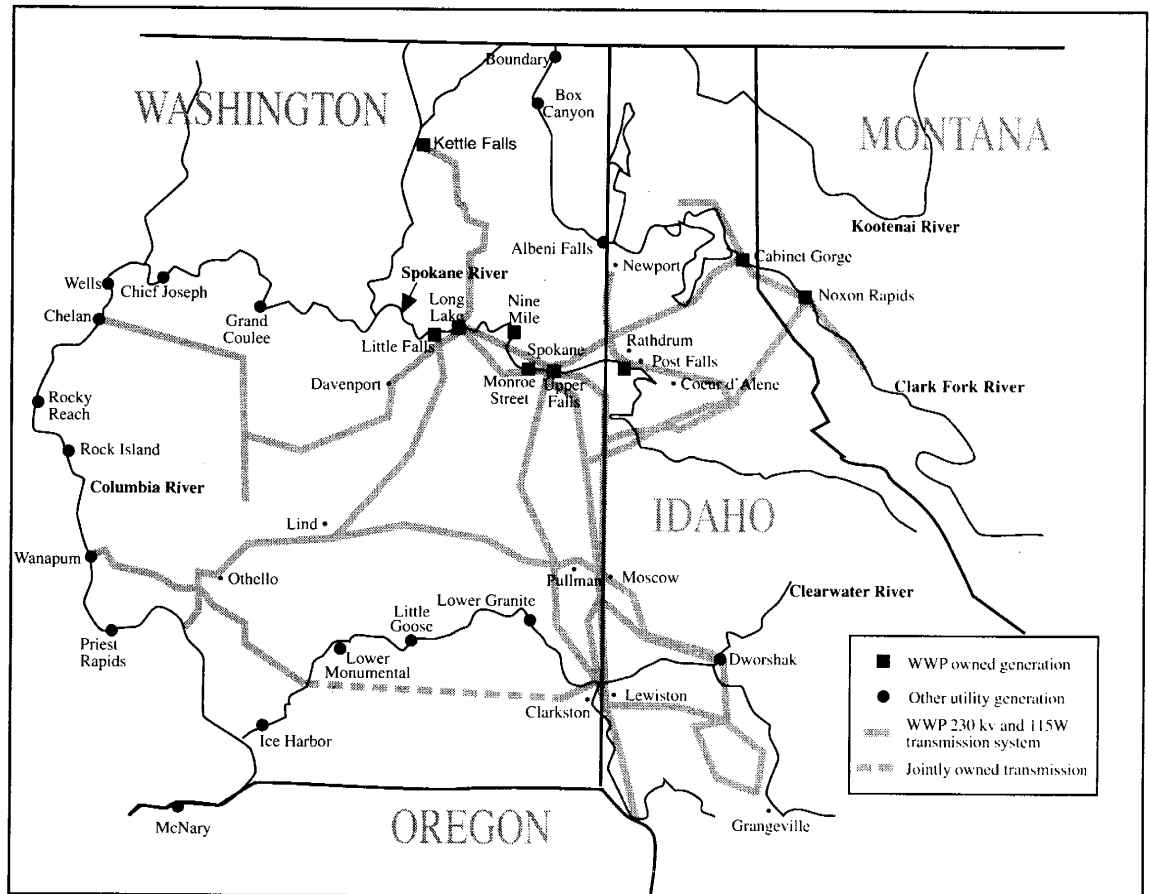 Boundary
WASHINGTON
Box
Canyon
MONTANA
Kettle Falls
Kootenai River
Albeni Falls
Newport
Cabinet Gorge
Wells
Chief Joseph
Spokane River
Noxon Rapids
Chelan
Grand
Coulee
Long
Lake
Nine
Mile
Little Falls
Spokane
Rathdrum
Post Falls
Davenport
Monroe
Street
Upper
Falls
Coeur d'Alene
Clark Fork River
Rocky
Reach
Rock Island
Columbia River
Lind
IDAHO
Wanapum
Othello
Pullman
Moscow
Clearwater River
Priest
Rapids
Little
Goose
Lower Granite
Lower
Monumental
Dworshak
Lewiston
Clarkston
Ice Harbor
McNary
OREGON
Grangeville
WWP owned generation
Other utility generation
WWP 230 kv and 115W
transmission system
Jointly owned transmission